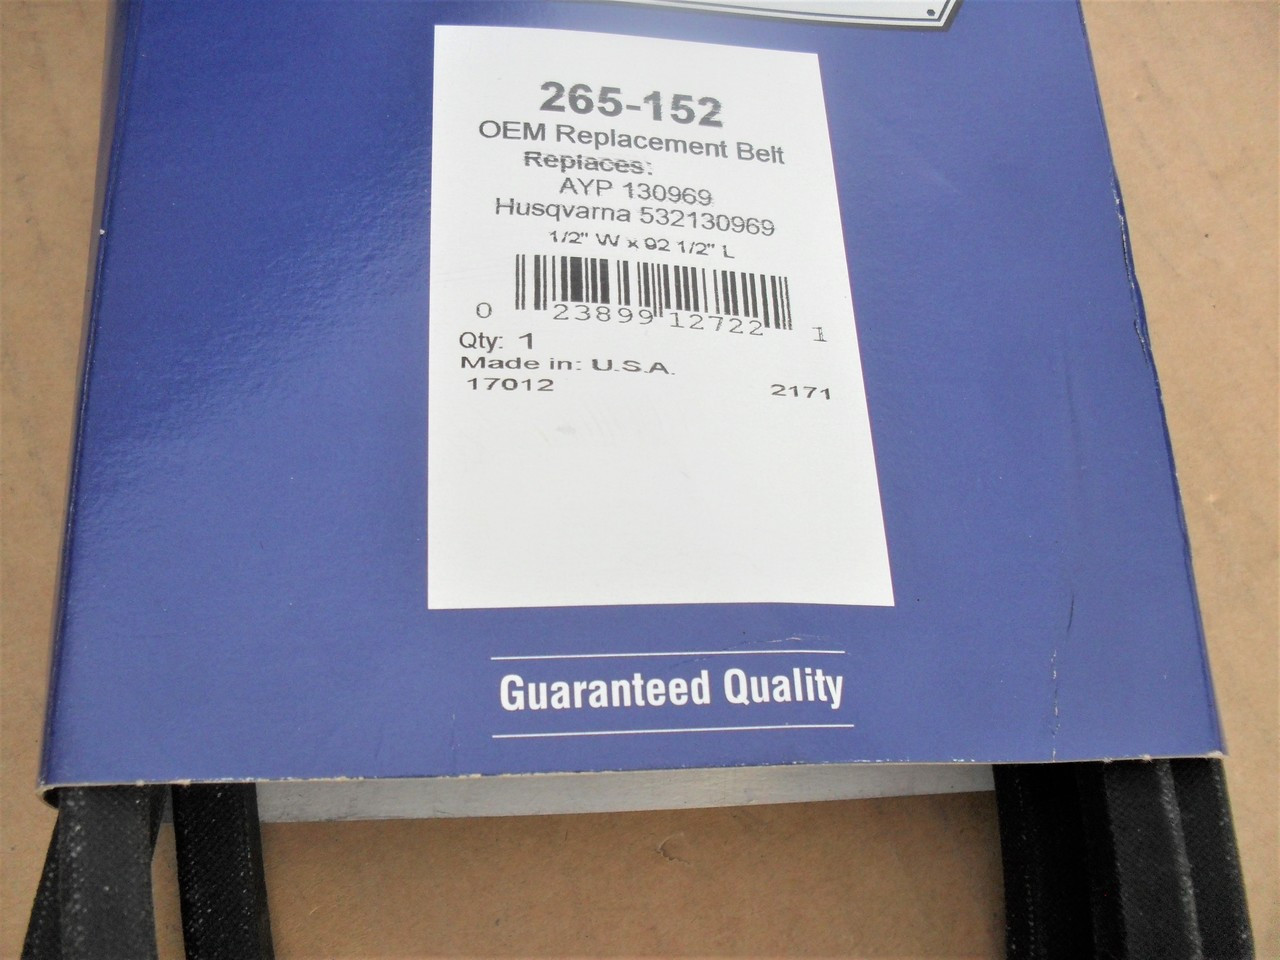 265-152
OEM Replacement Belt
Replaces:
AYP 130969
Husqvarna 532130969
1/2" W x 92 1/2" L
0 23899 12722 1
Qty: 1
Made in: U.S.A.
17012 2171
Guaranteed Quality